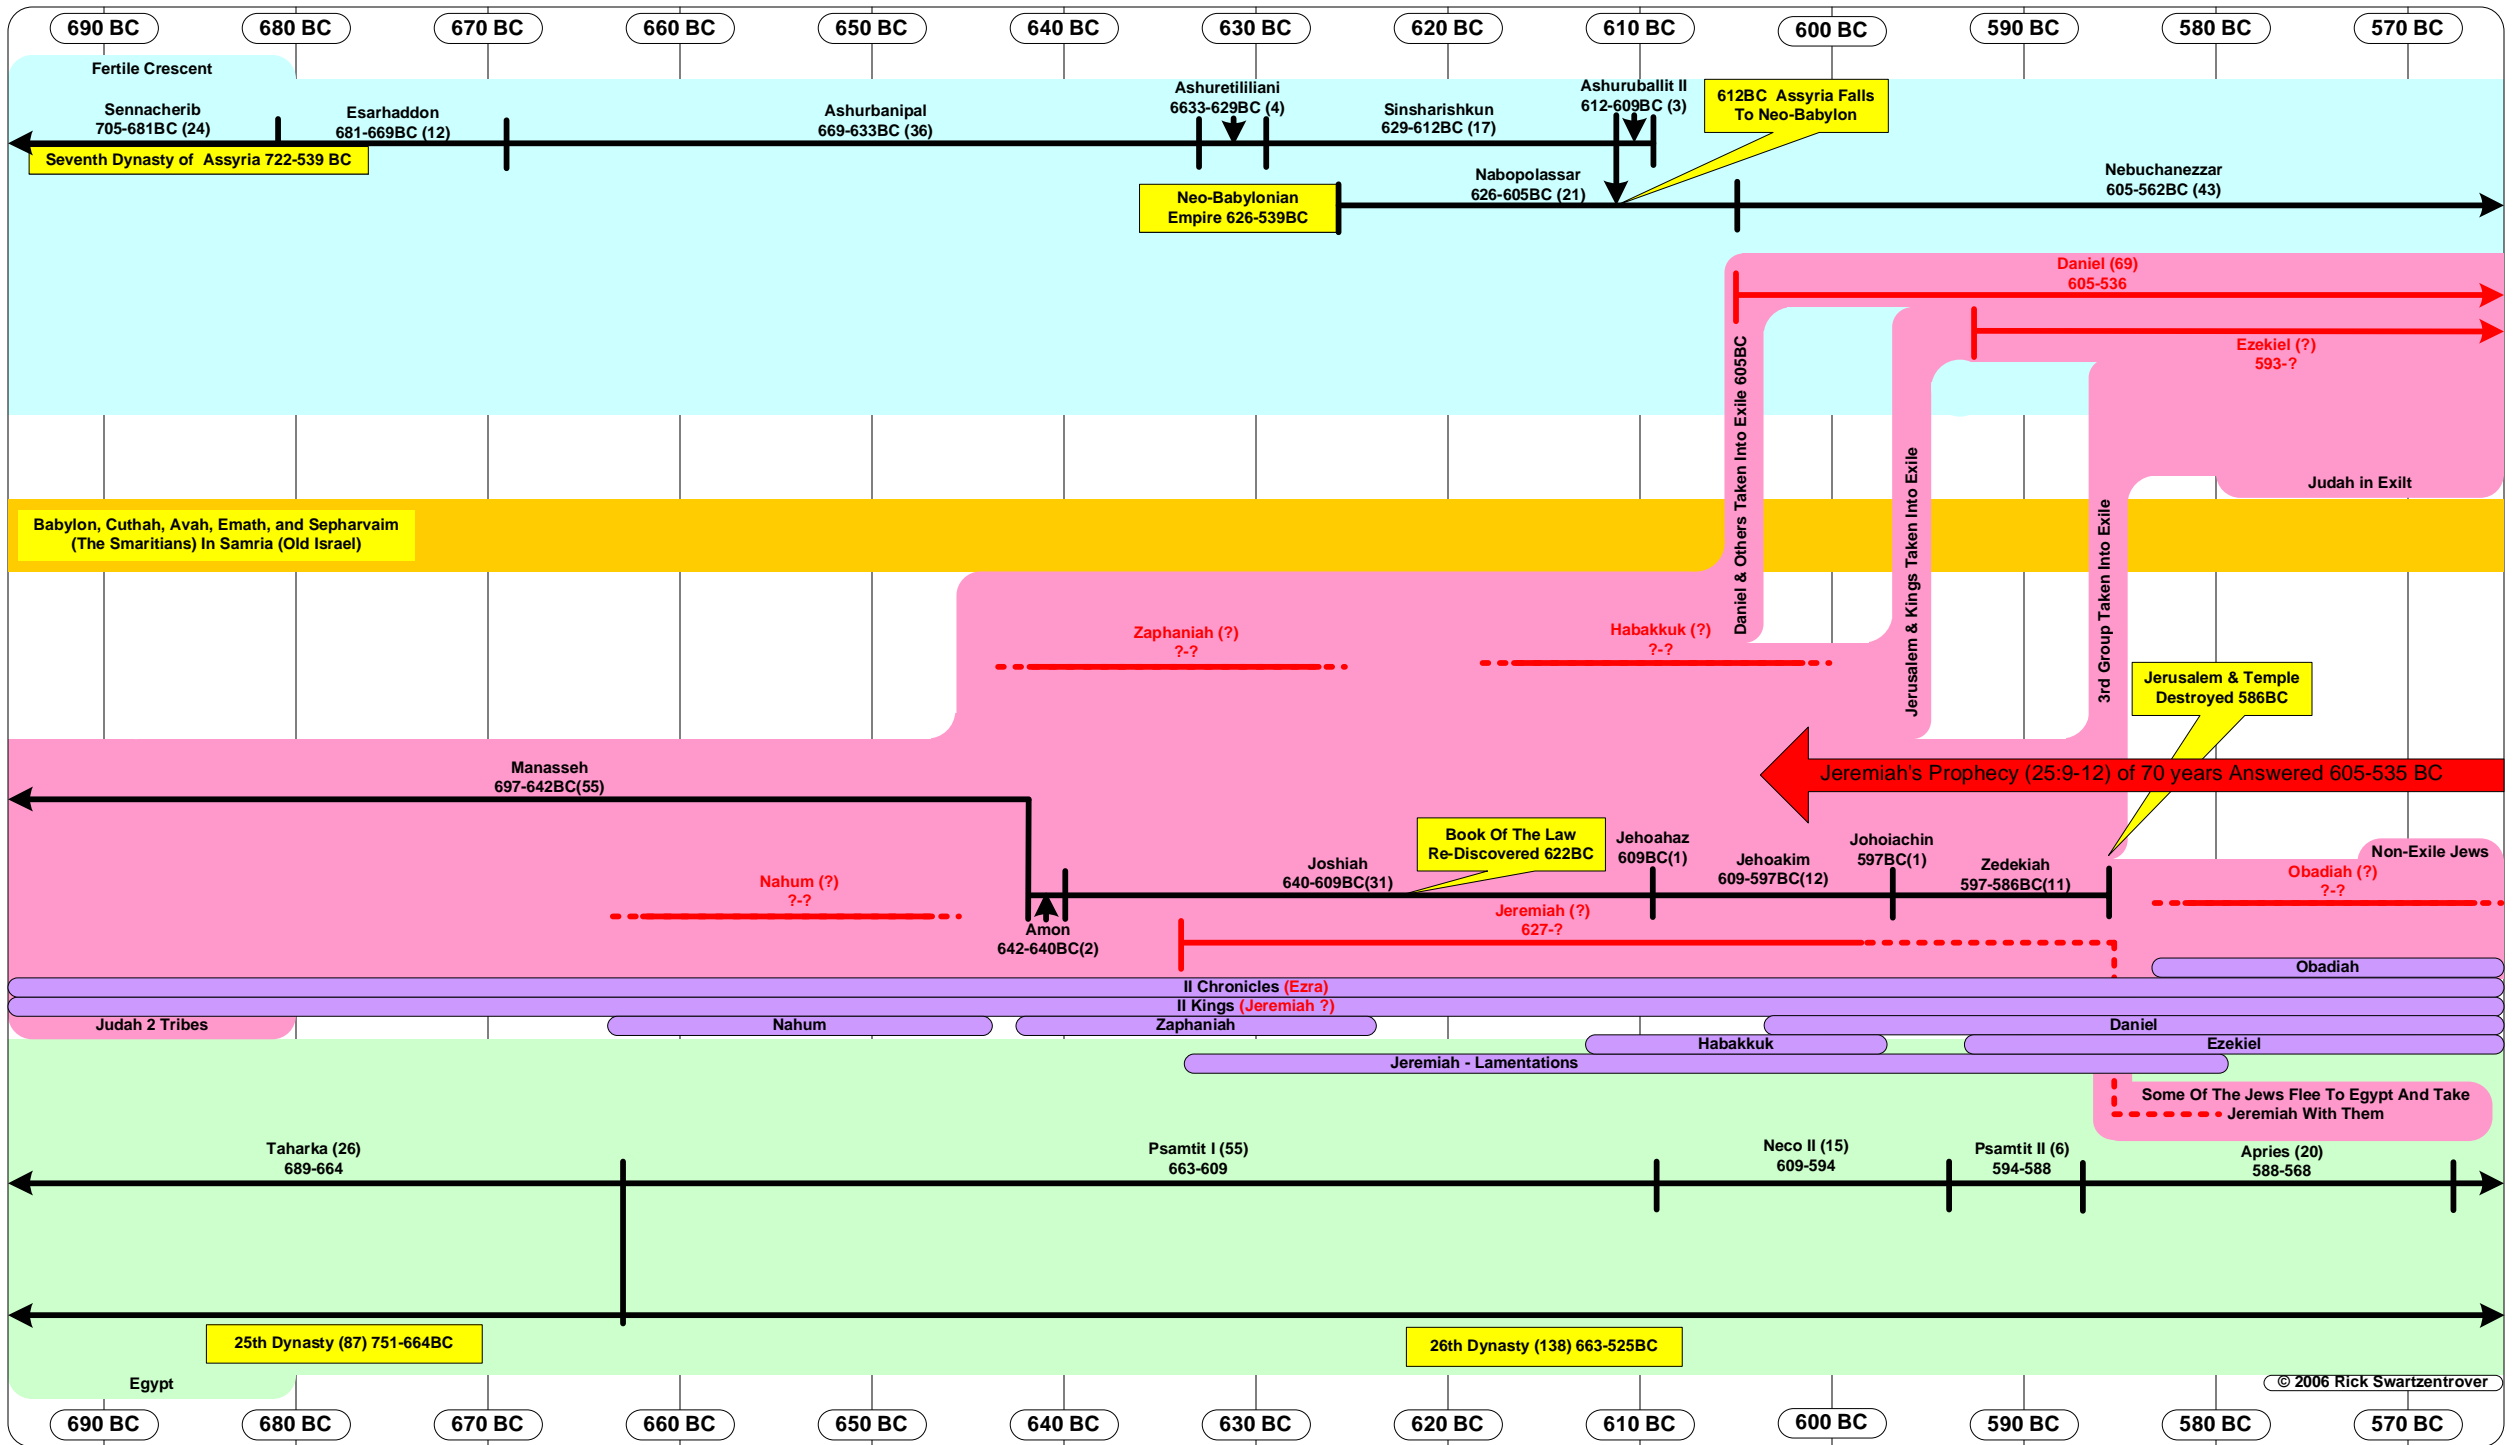 690 BC
680 BC
670 BC
660 BC
650 BC
640 BC
630 BC
620 BC
610 BC
600 BC
590 BC
580 BC
570 BC
Fertile Crescent
Sennacherib
705-681BC (24)
Esarhaddon
681-669BC (12)
Ashurbanipal
669-633BC (36)
Ashuretililiani
6633-629BC (4)
Sinsharishkun
629-612BC (17)
Ashuruballit II
612-609BC (3)
612BC Assyria Falls
To Neo-Babylon
Seventh Dynasty of Assyria 722-539 BC
Neo-Babylonian
Empire 626-539BC
Nabopolassar
626-605BC (21)
Nebuchanezzar
605-562BC (43)
Daniel (69)
605-536
Ezekiel (?)
593-?
Daniel & Others Taken Into Exile 605BC
Jerusalem & Kings Taken Into Exile
3rd Group Taken Into Exile
Judah in Exilt
Babylon, Cuthah, Avah, Emath, and Sepharvaim
(The Smaritians) In Samria (Old Israel)
Zaphaniah (?)
?-?
Habakkuk (?)
?-?
Jerusalem & Temple
Destroyed 586BC
Manasseh
697-642BC(55)
Jeremiah's Prophecy (25:9-12) of 70 years Answered 605-535 BC
Book Of The Law
Re-Discovered 622BC
Joshiah
640-609BC(31)
Jehoahaz
609BC(1)
Jehoakim
609-597BC(12)
Johoiachin
597BC(1)
Zedekiah
597-586BC(11)
Non-Exile Jews
Obadiah (?)
?-?
Nahum (?)
?-?
Amon
642-640BC(2)
Jeremiah (?)
627-?
Obadiah
II Chronicles (Ezra)
II Kings (Jeremiah ?)
Judah 2 Tribes
Nahum
Zaphaniah
Daniel
Habakkuk
Ezekiel
Jeremiah - Lamentations
Some Of The Jews Flee To Egypt And Take
Jeremiah With Them
Taharka (26)
689-664
Psamtit I (55)
663-609
Neco II (15)
609-594
Psamtit II (6)
594-588
Apries (20)
588-568
25th Dynasty (87) 751-664BC
26th Dynasty (138) 663-525BC
Egypt
© 2006 Rick Swartzentrover
690 BC
680 BC
670 BC
660 BC
650 BC
640 BC
630 BC
620 BC
610 BC
600 BC
590 BC
580 BC
570 BC